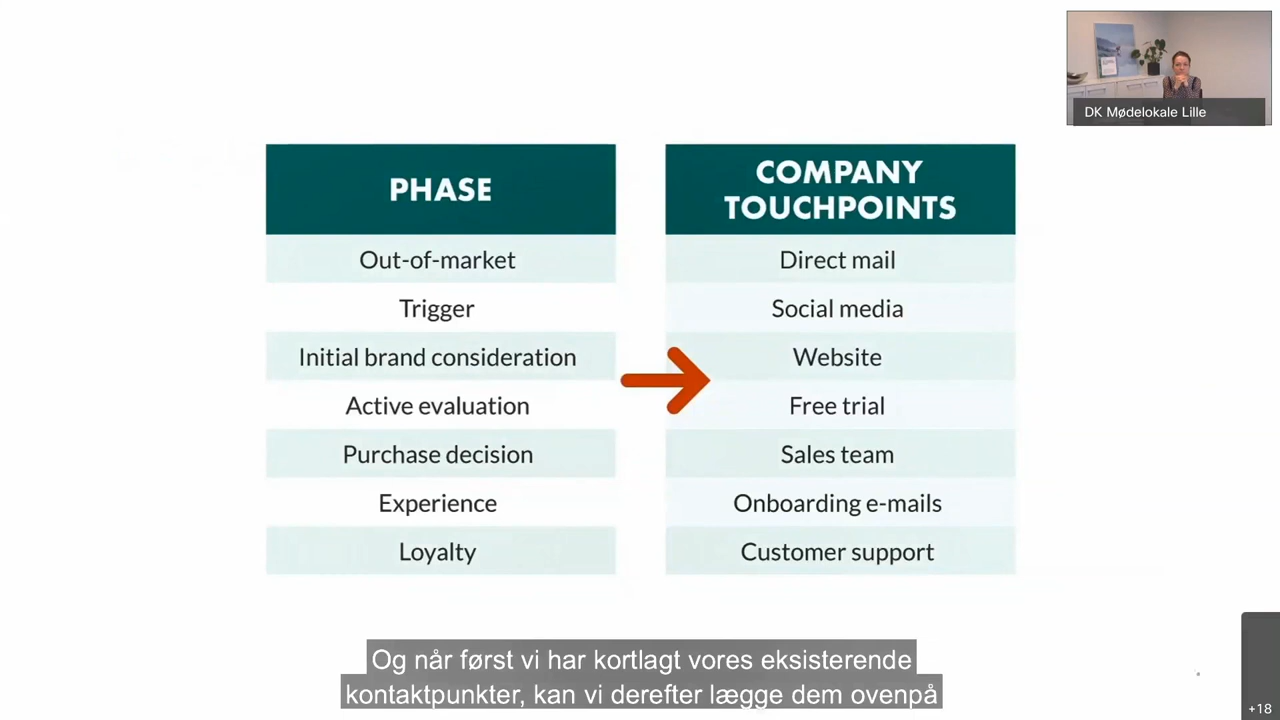 DK Mødelokale Lille
PHASE
Out-of-market
Trigger
Initial brand consideration
Active evaluation
Purchase decision
Experience
Loyalty
COMPANY
TOUCHPOINTS
Direct mail
Social media
Website
Free trial
Sales team
Onboarding e-mails
Customer support
Og når først vi har kortlagt vores eksisterende
kontaktpunkter, kan vi derefter lægge dem ovenpå
+18